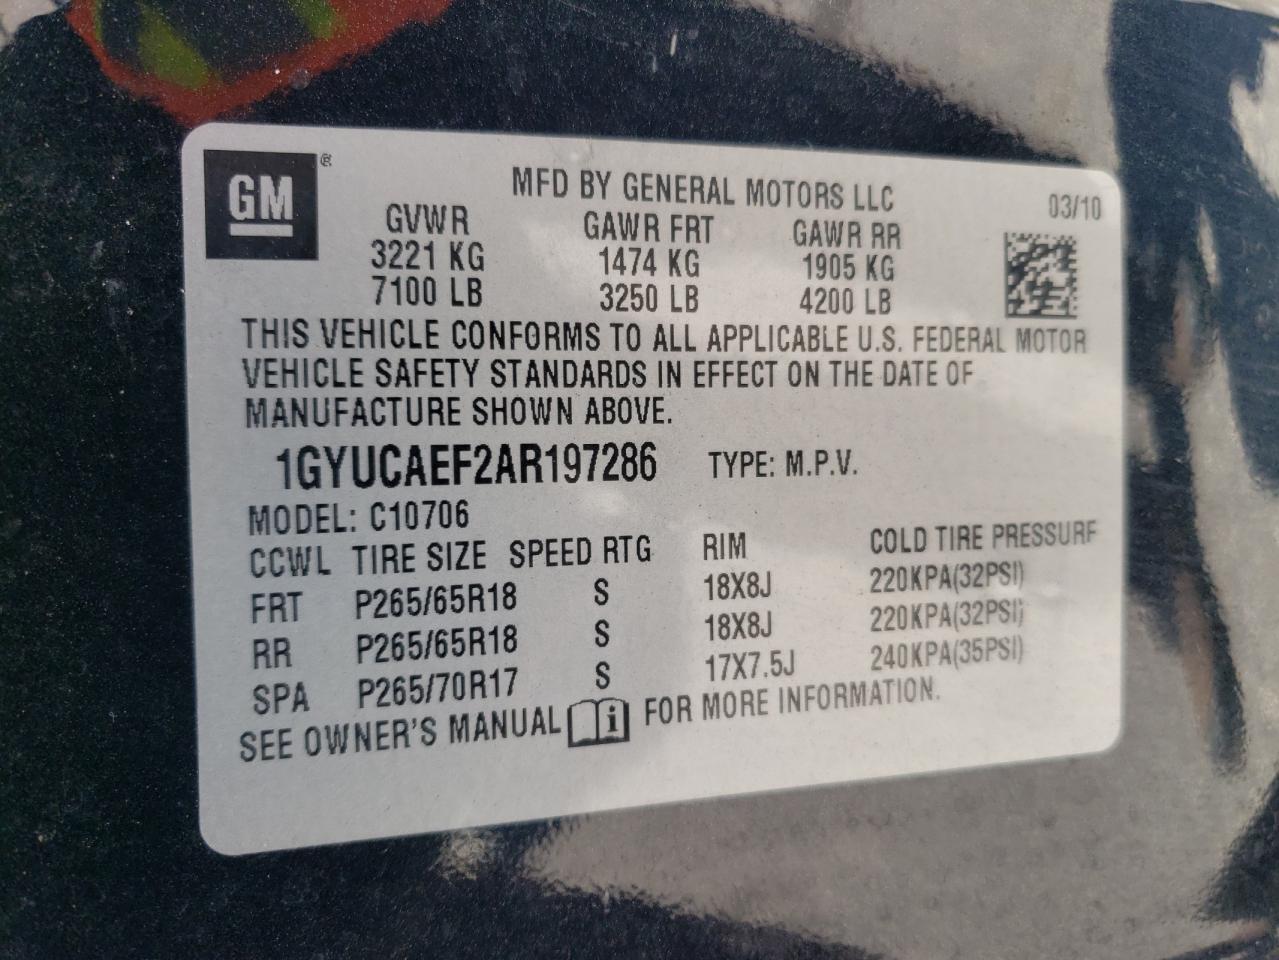 GM ®
MFD BY GENERAL MOTORS LLC 03/10
GVWR GAWR FRT GAWR RR
3221 KG 1474 KG 1905 KG
7100 LB 3250 LB 4200 LB
THIS VEHICLE CONFORMS TO ALL APPLICABLE U.S. FEDERAL MOTOR
VEHICLE SAFETY STANDARDS IN EFFECT ON THE DATE OF
MANUFACTURE SHOWN ABOVE.
1GYUCAEF2AR197286 TYPE: M.P.V.
MODEL: C10706
CCWL TIRE SIZE SPEED RTG RIM COLD TIRE PRESSURE
FRT P265/65R18 S 18X8J 220KPA(32PSI)
RR P265/65R18 S 18X8J 220KPA(32PSI)
SPA P265/70R17 S 17X7.5J 240KPA(35PSI)
SEE OWNER'S MANUAL i FOR MORE INFORMATION.